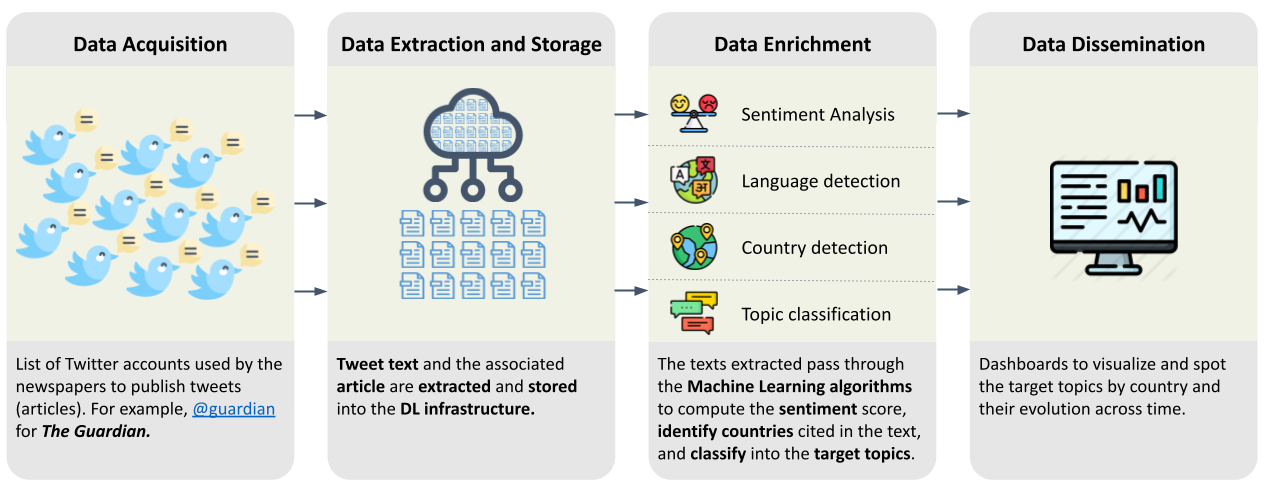 Data Acquisition
List of Twitter accounts used by the
newspapers to publish tweets
(articles). For example, @guardian
for The Guardian.
Data Extraction and Storage
Tweet text and the associated
article are extracted and stored
into the DL infrastructure.
Data Enrichment
Sentiment Analysis
A 文 अ
Language detection
Country detection
Topic classification
The texts extracted pass through
the Machine Learning algorithms
to compute the sentiment score,
identify countries cited in the text,
and classify into the target topics.
Data Dissemination
Dashboards to visualize and spot
the target topics by country and
their evolution across time.